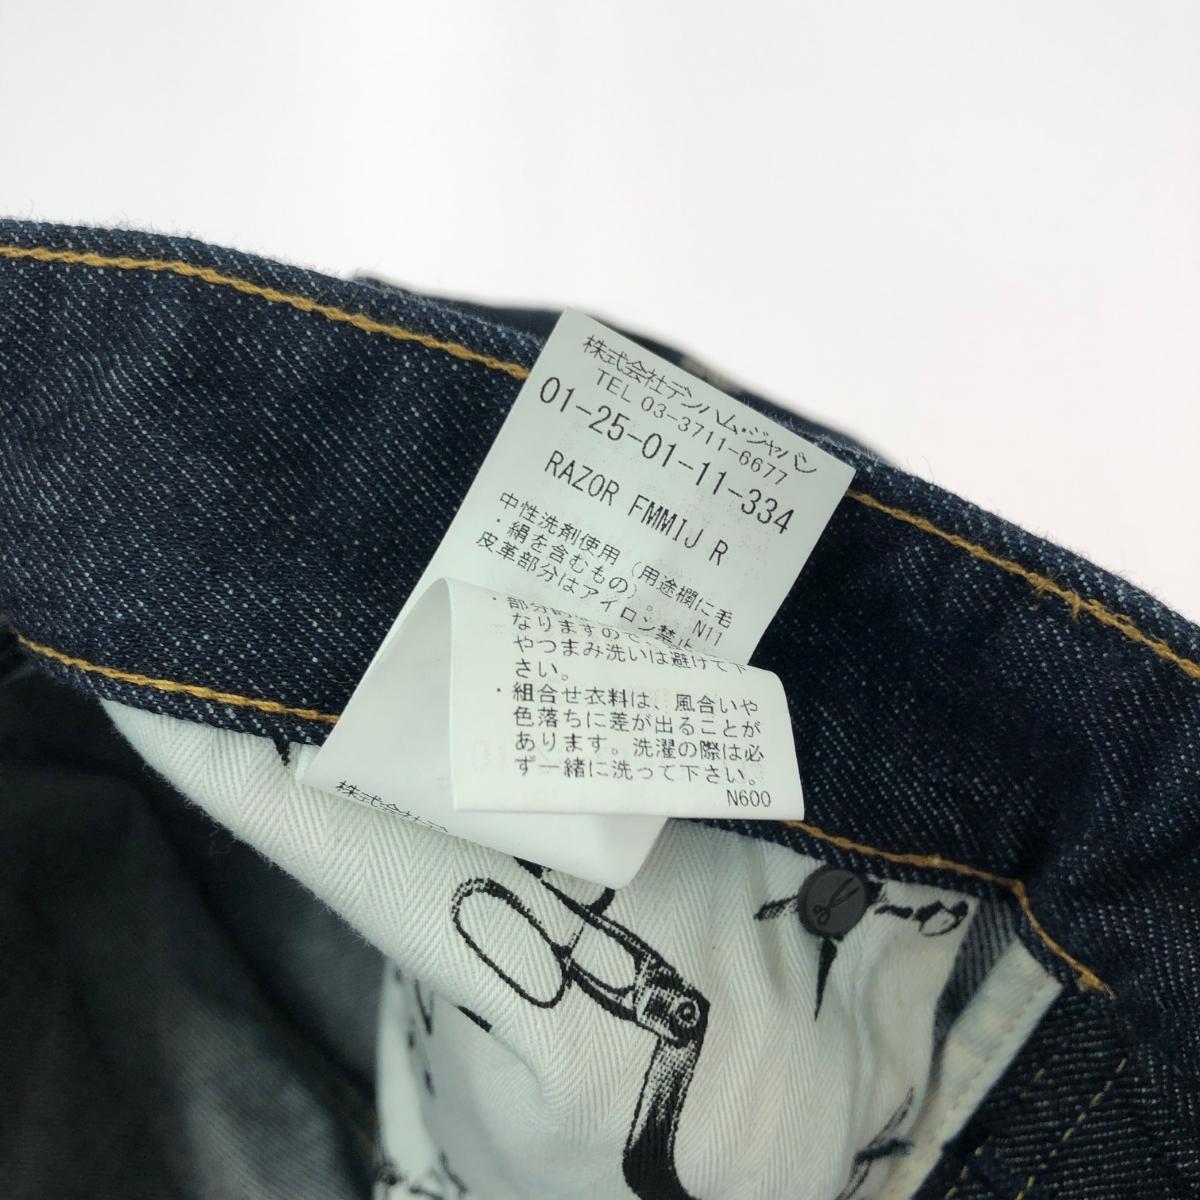 株式会社デンハム・ジャパン
TEL 03-3711-6677
01-25-01-11-334
RAZOR FMMIJ R
中性洗剤使用（用途欄に毛
・絹を含むもの）。
皮革部分はアイロン禁止 N11
なりますので
やつまみ洗いは避けて下
さい。
・組合せ衣料は、風合いや
色落ちに差が出ることが
あります。洗濯の際は必
ず一緒に洗って下さい。
N600
株式会社